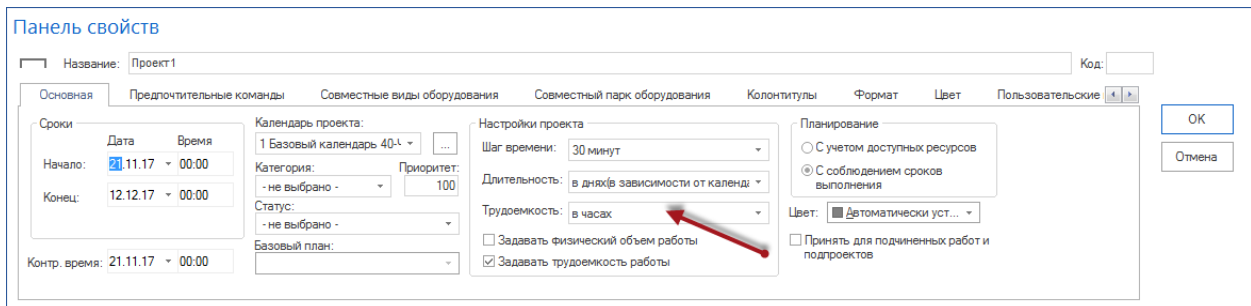 Панель свойств
Название: Проект1 Код:
Основная Предпочтительные команды Совместные виды оборудования Совместный парк оборудования Колонтитулы Формат Цвет Пользовательские
Сроки
Дата Время
Начало: 21.11.17 00:00
Конец: 12.12.17 00:00
Контр. время: 21.11.17 00:00
Календарь проекта:
1 Базовый календарь 40-ч ...
Категория: Приоритет:
- не выбрано - 100
Статус:
- не выбрано -
Базовый план:
Настройки проекта
Шаг времени: 30 минут
Длительность: в днях(в зависимости от календа
Трудоемкость: в часах
Задавать физический объем работы
Задавать трудоемкость работы
Планирование
С учетом доступных ресурсов
С соблюдением сроков
выполнения
Цвет: Автоматически уст...
Принять для подчиненных работ и
подпроектов
OK
Отмена